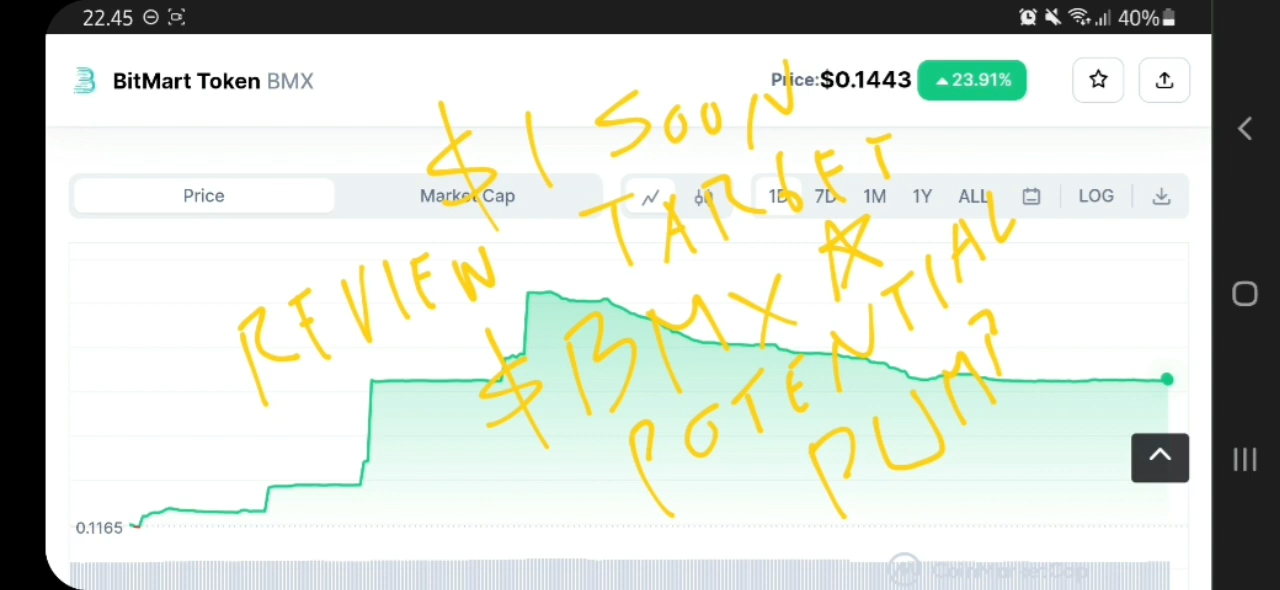 22.45
40%
BitMart Token BMX
Price:$0.1443 23.91%
$1 SOON
Price Market Cap 1D 7D 1M 1Y ALL LOG
REVIEW TARGET
$BMX POTENTIAL
PUMP
0.1165
CoinMarketCap